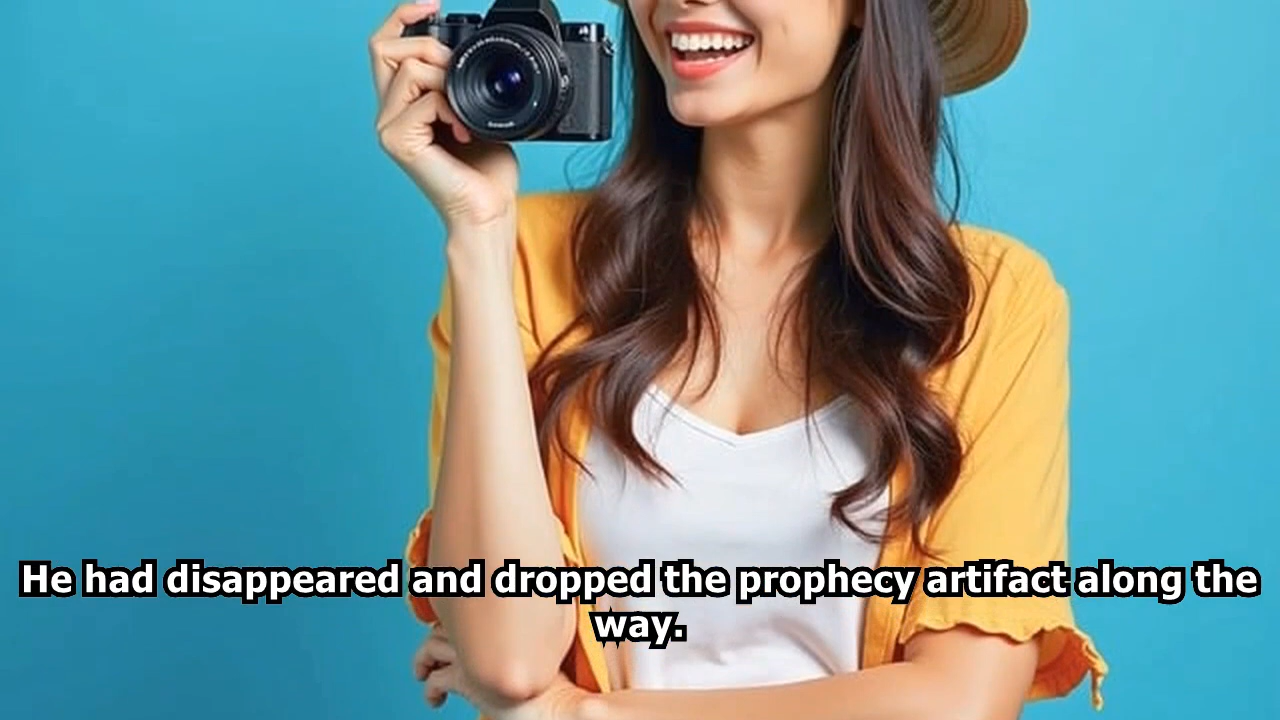 He had disappeared and dropped the prophecy artifact along the
way.